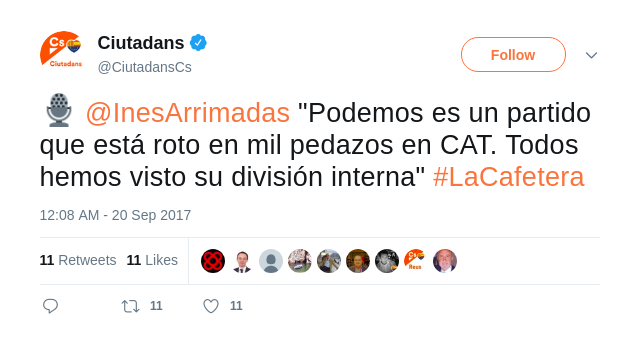 Cs
Ciutadans
Ciutadans
@CiutadansCs
Follow
@InesArrimadas "Podemos es un partido
que está roto en mil pedazos en CAT. Todos
hemos visto su división interna" #LaCafetera
12:08 AM - 20 Sep 2017
11 Retweets 11 Likes
11 11